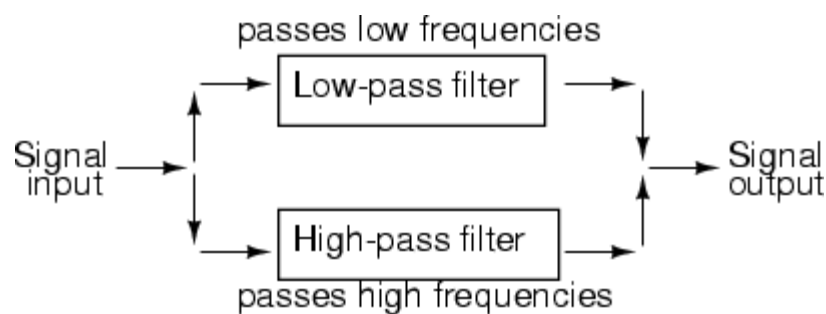 passes low frequencies
Low-pass filter
Signal
input
Signal
output
High-pass filter
passes high frequencies